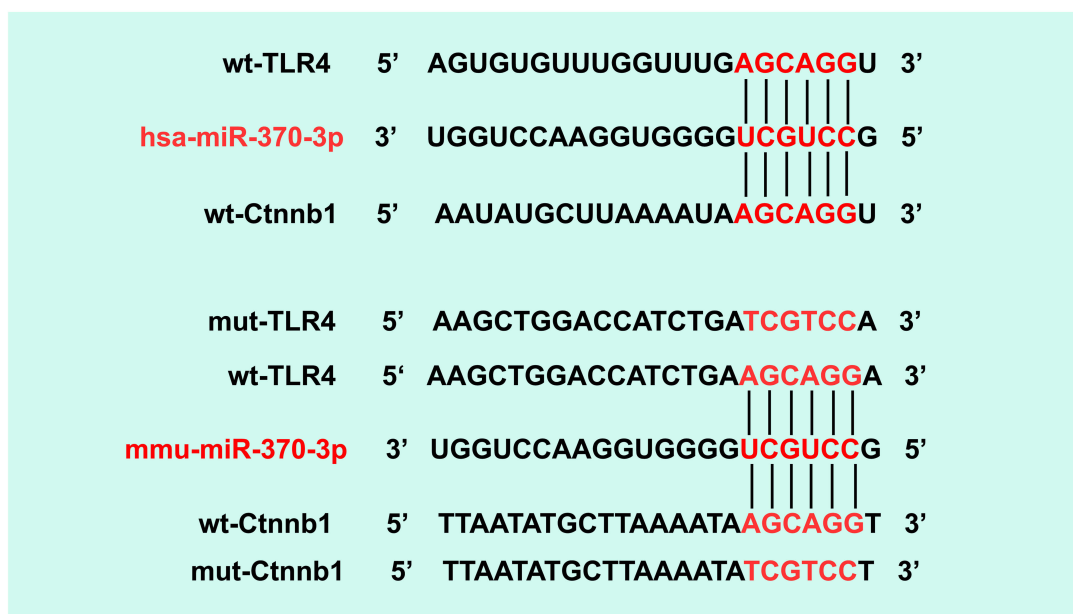 wt-TLR4 5’ AGUGUGUUUGGUUUGAGCAGGU 3’
hsa-miR-370-3p 3’ UGGUCCAAGGUGGGGUCGUCCG 5’
wt-Ctnnb1 5’ AAUAUGCUUAAAAUAAGCAGGU 3’
mut-TLR4 5’ AAGCTGGACCATCTGATCGTCCA 3’
wt-TLR4 5‘ AAGCTGGACCATCTGAAGCAGGA 3’
mmu-miR-370-3p 3’ UGGUCCAAGGUGGGGUCGUCCG 5’
wt-Ctnnb1 5’ TTAATATGCTTAAAATAAGCAGGT 3’
mut-Ctnnb1 5’ TTAATATGCTTAAAATATCGTCCT 3’